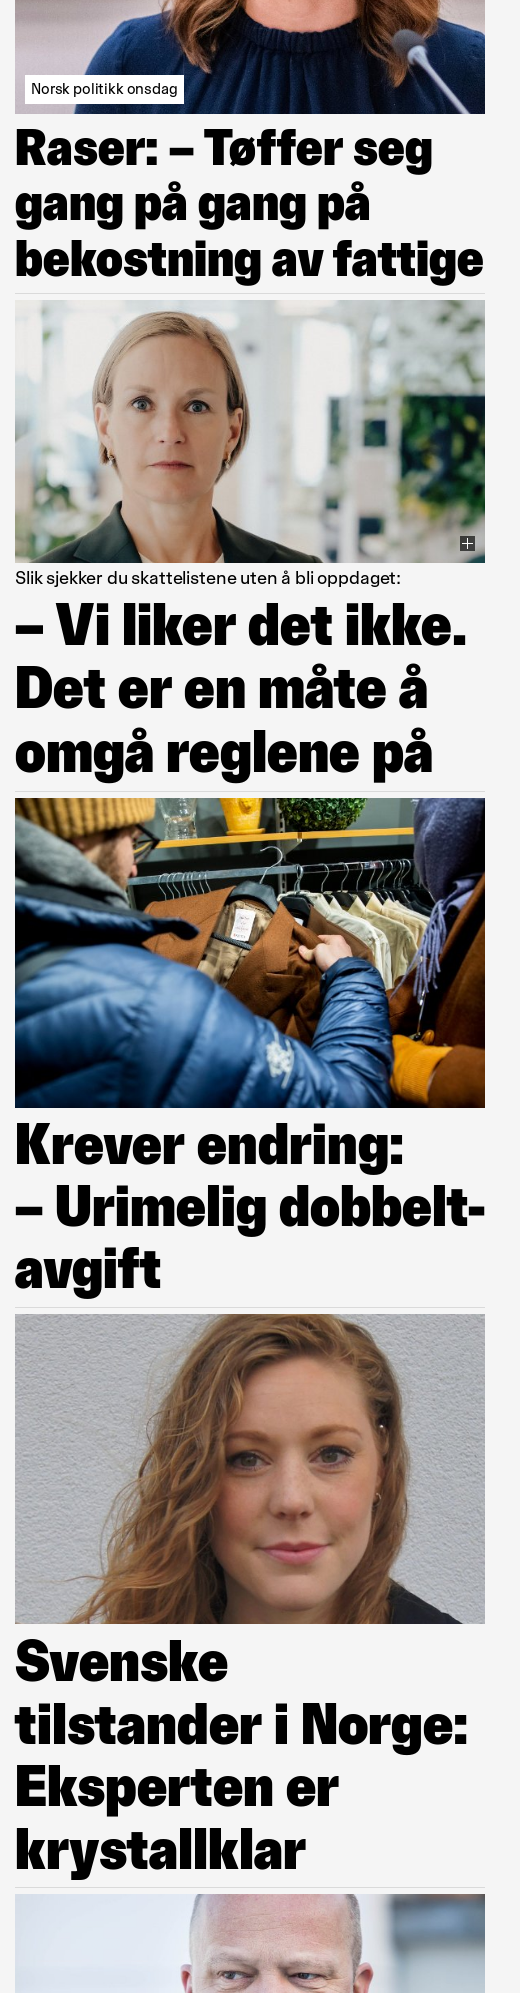 Norsk politikk onsdag
Raser: – Tøffer seg
gang på gang på
bekostning av fattige
Slik sjekker du skattelistene uten å bli oppdaget:
– Vi liker det ikke.
Det er en måte å
omgå reglene på
Krever endring:
– Urimelig dobbelt-
avgift
Svenske
tilstander i Norge:
Eksperten er
krystallklar